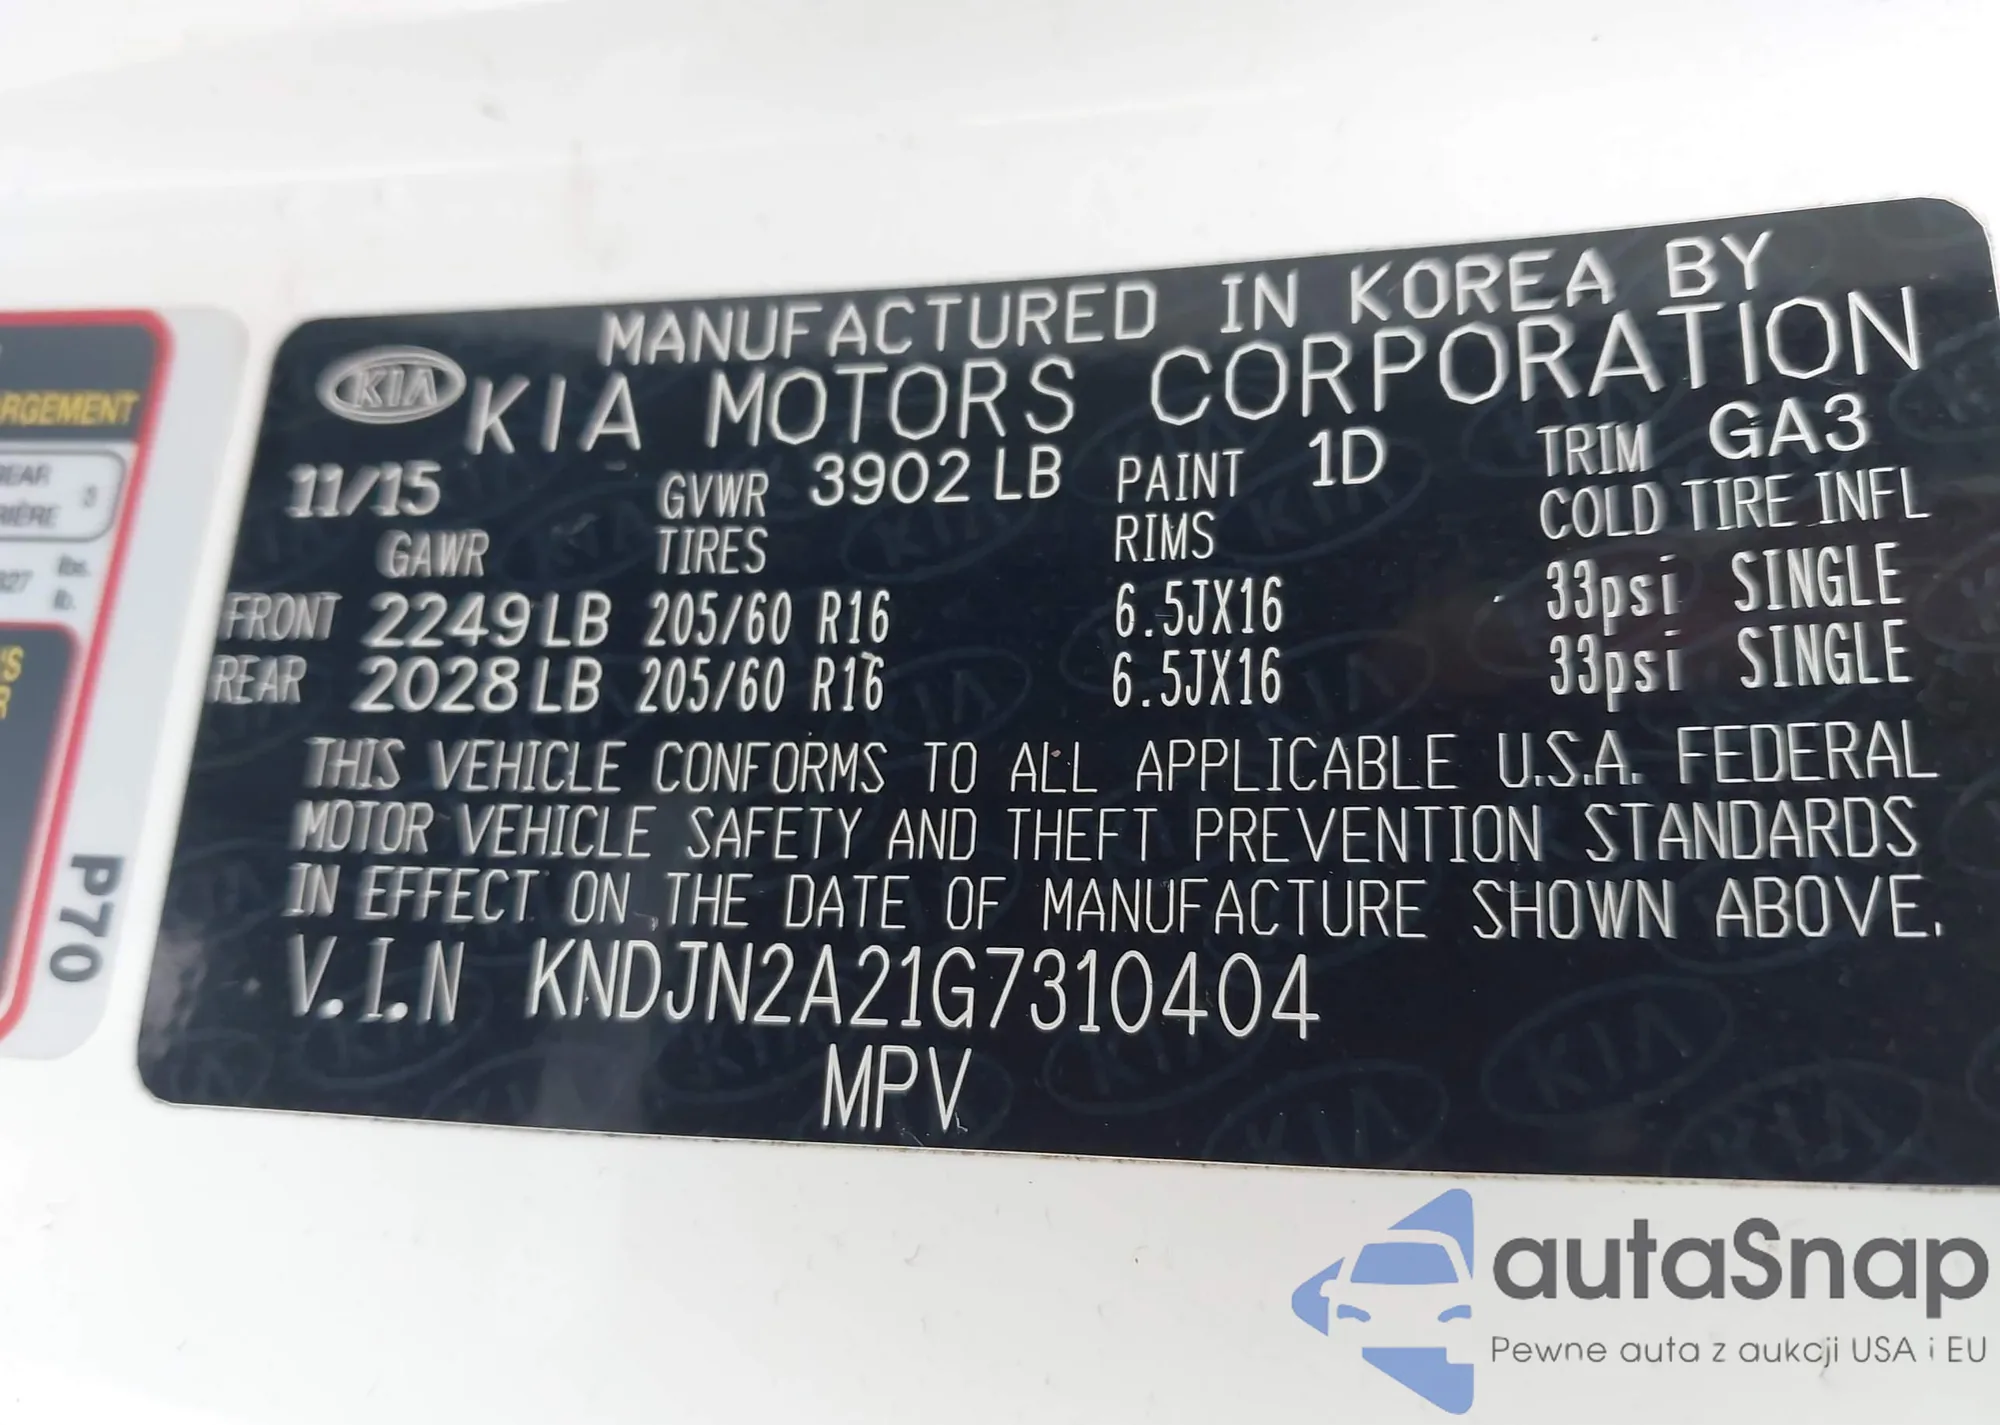 MANUFACTURED IN KOREA BY
KIA KIA MOTORS CORPORATION
11/15 GVWR 3902 LB PAINT 1D TRIM GA3
GAWR TIRES RIMS COLD TIRE INFL
FRONT 2249 LB 205/60 R16 6.5JX16 33psi SINGLE
REAR 2028 LB 205/60 R16 6.5JX16 33psi SINGLE
THIS VEHICLE CONFORMS TO ALL APPLICABLE U.S.A. FEDERAL
MOTOR VEHICLE SAFETY AND THEFT PREVENTION STANDARDS
IN EFFECT ON THE DATE OF MANUFACTURE SHOWN ABOVE.
V.I.N KNDJN2A21G7310404
MPV
P70
autaSnap
Pewne auta z aukcji USA i EU